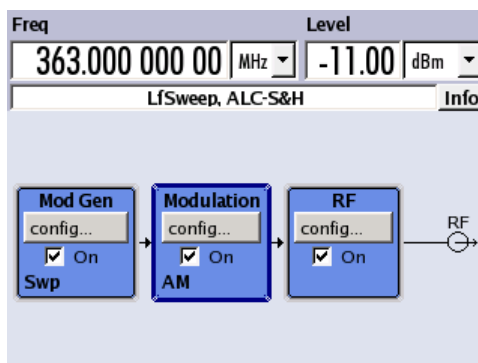 Freq Level
363.000 000 00 MHz -11.00 dBm
LfSweep, ALC-S&H Info
Mod Gen Modulation RF
config... config... config... RF
On On On
Swp AM